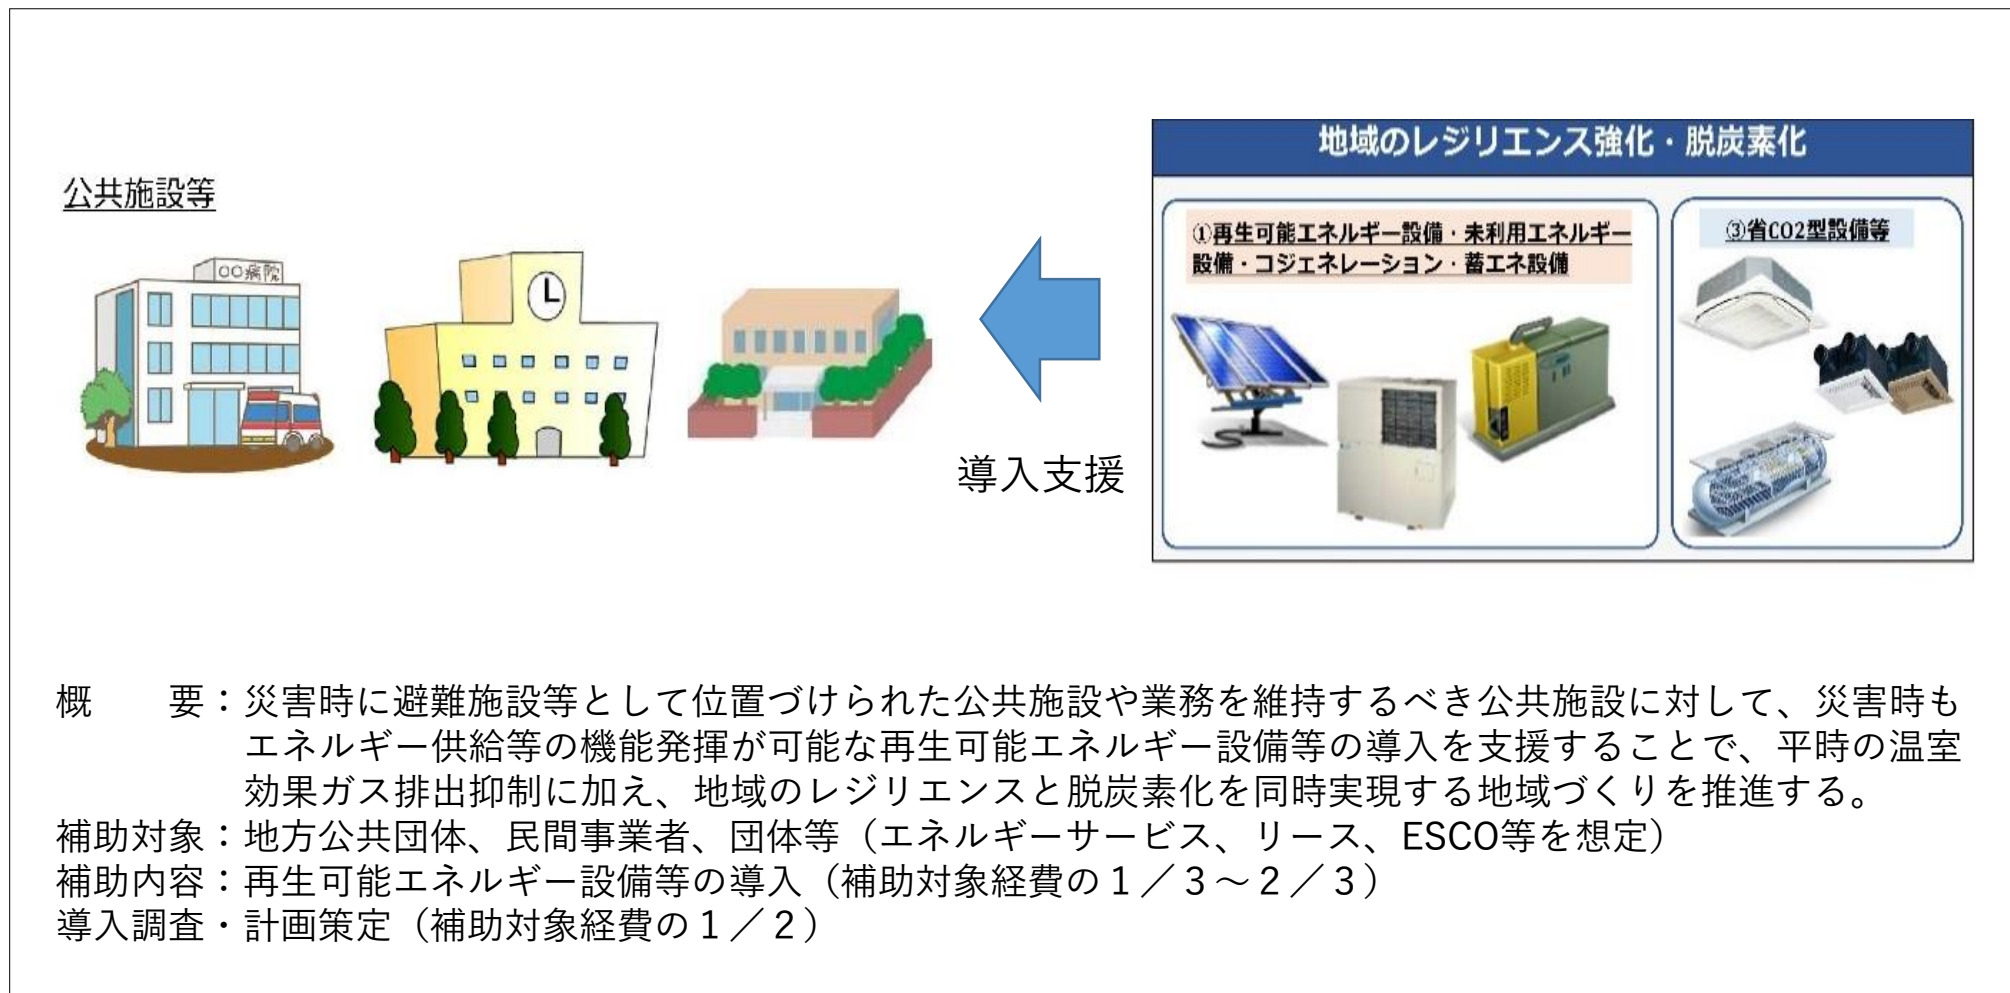 公共施設等
○○病院
導入支援
地域のレジリエンス強化・脱炭素化
①再生可能エネルギー設備・未利用エネルギー
設備・コジェネレーション・蓄エネ設備
③省CO2型設備等
概　　要：災害時に避難施設等として位置づけられた公共施設や業務を維持するべき公共施設に対して、災害時も
エネルギー供給等の機能発揮が可能な再生可能エネルギー設備等の導入を支援することで、平時の温室
効果ガス排出抑制に加え、地域のレジリエンスと脱炭素化を同時実現する地域づくりを推進する。
補助対象：地方公共団体、民間事業者、団体等（エネルギーサービス、リース、ESCO等を想定）
補助内容：再生可能エネルギー設備等の導入（補助対象経費の１／３～２／３）
導入調査・計画策定（補助対象経費の１／２）